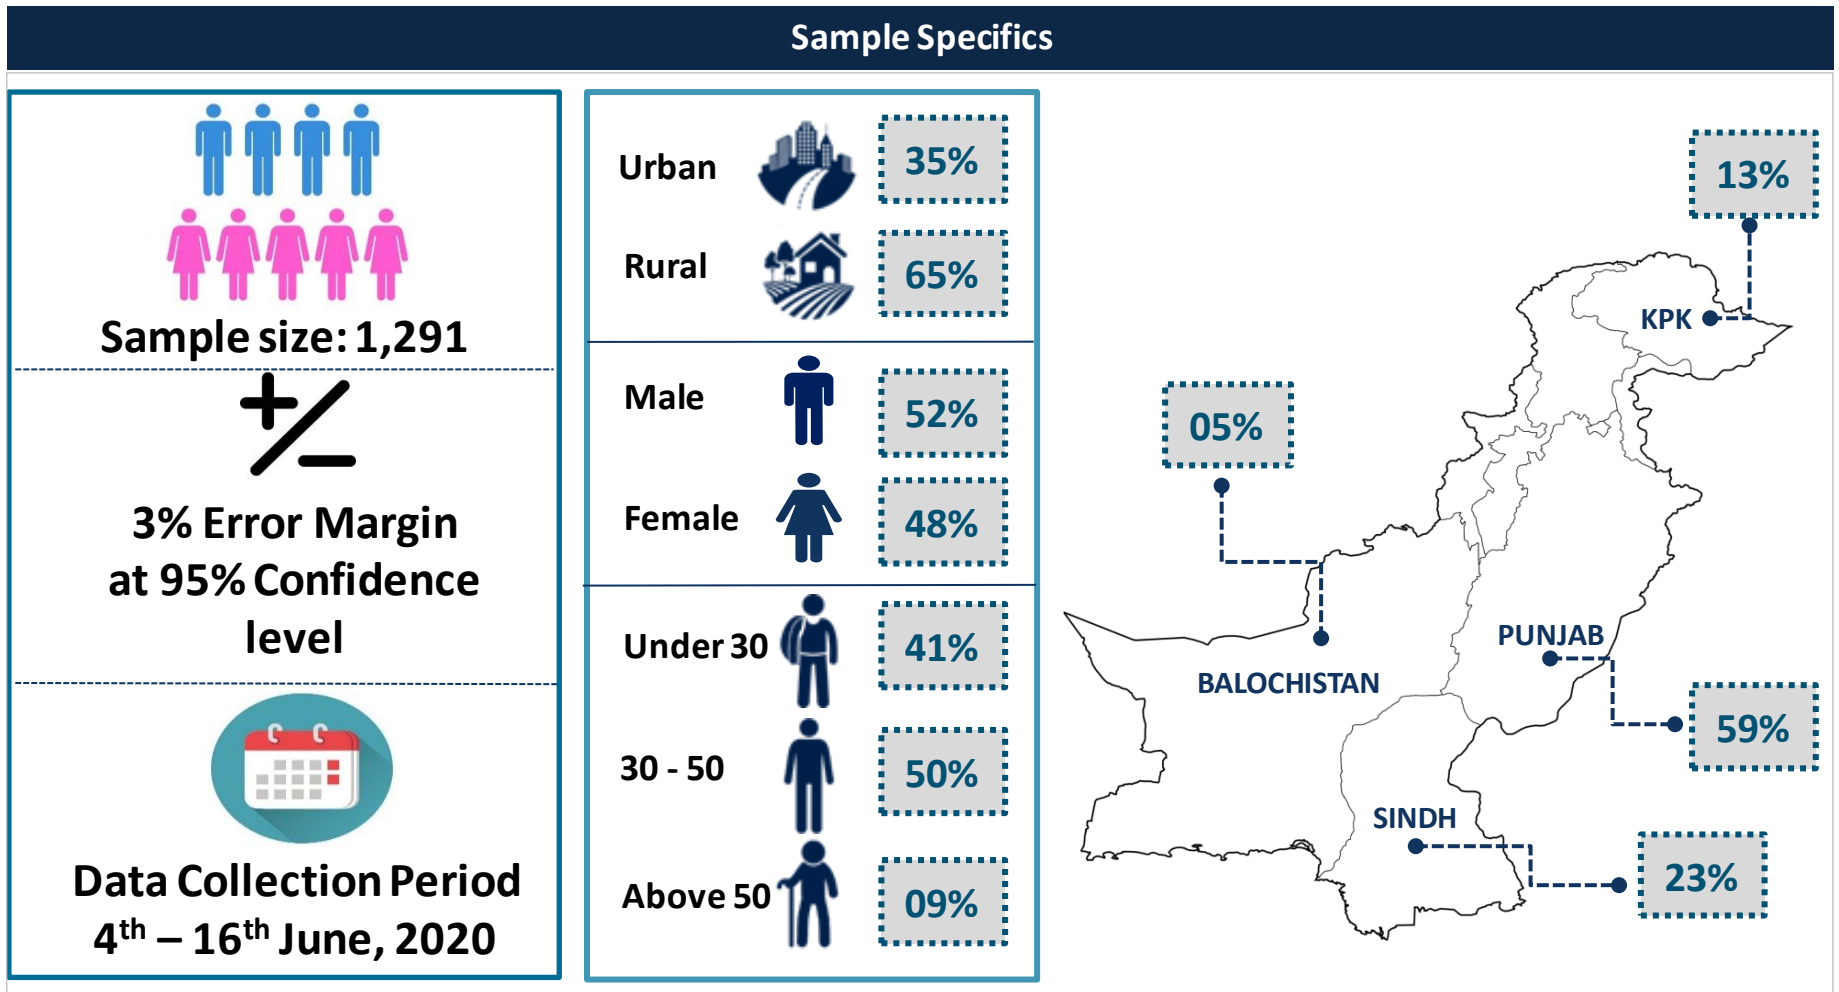 Sample Specifics
Sample size: 1,291
3% Error Margin
at 95% Confidence
level
Data Collection Period
4th – 16th June, 2020
Urban 35%
Rural 65%
Male 52%
Female 48%
Under 30 41%
30 - 50 50%
Above 50 09%
13%
KPK
05%
BALOCHISTAN
PUNJAB
59%
SINDH
23%